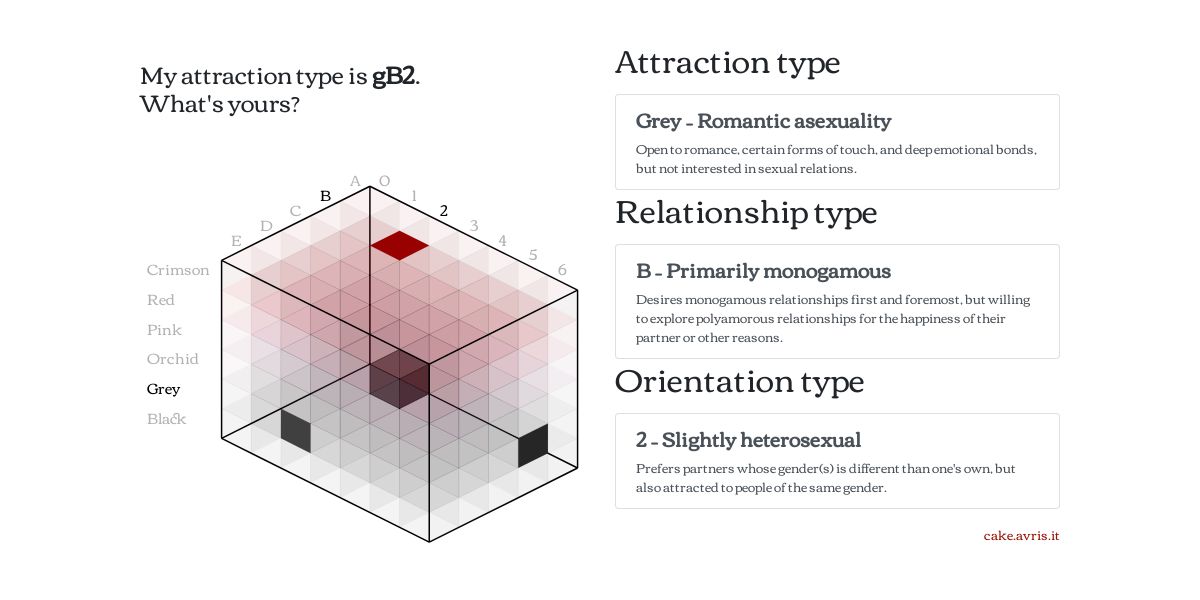 My attraction type is gB2.
What's yours?
A O
B 1
C 2
D 3
E 4
5
6
Crimson
Red
Pink
Orchid
Grey
Black
Attraction type
Grey – Romantic asexuality
Open to romance, certain forms of touch, and deep emotional bonds,
but not interested in sexual relations.
Relationship type
B – Primarily monogamous
Desires monogamous relationships first and foremost, but willing
to explore polyamorous relationships for the happiness of their
partner or other reasons.
Orientation type
2 – Slightly heterosexual
Prefers partners whose gender(s) is different than one's own, but
also attracted to people of the same gender.
cake.avris.it